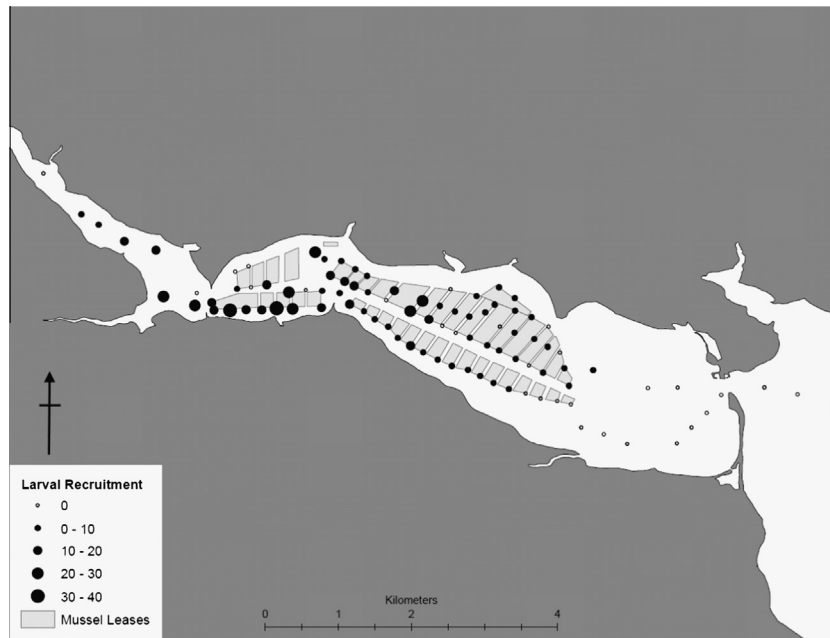 Larval Recruitment
0
0 - 10
10 - 20
20 - 30
30 - 40
Mussel Leases
Kilometers
0 1 2 4